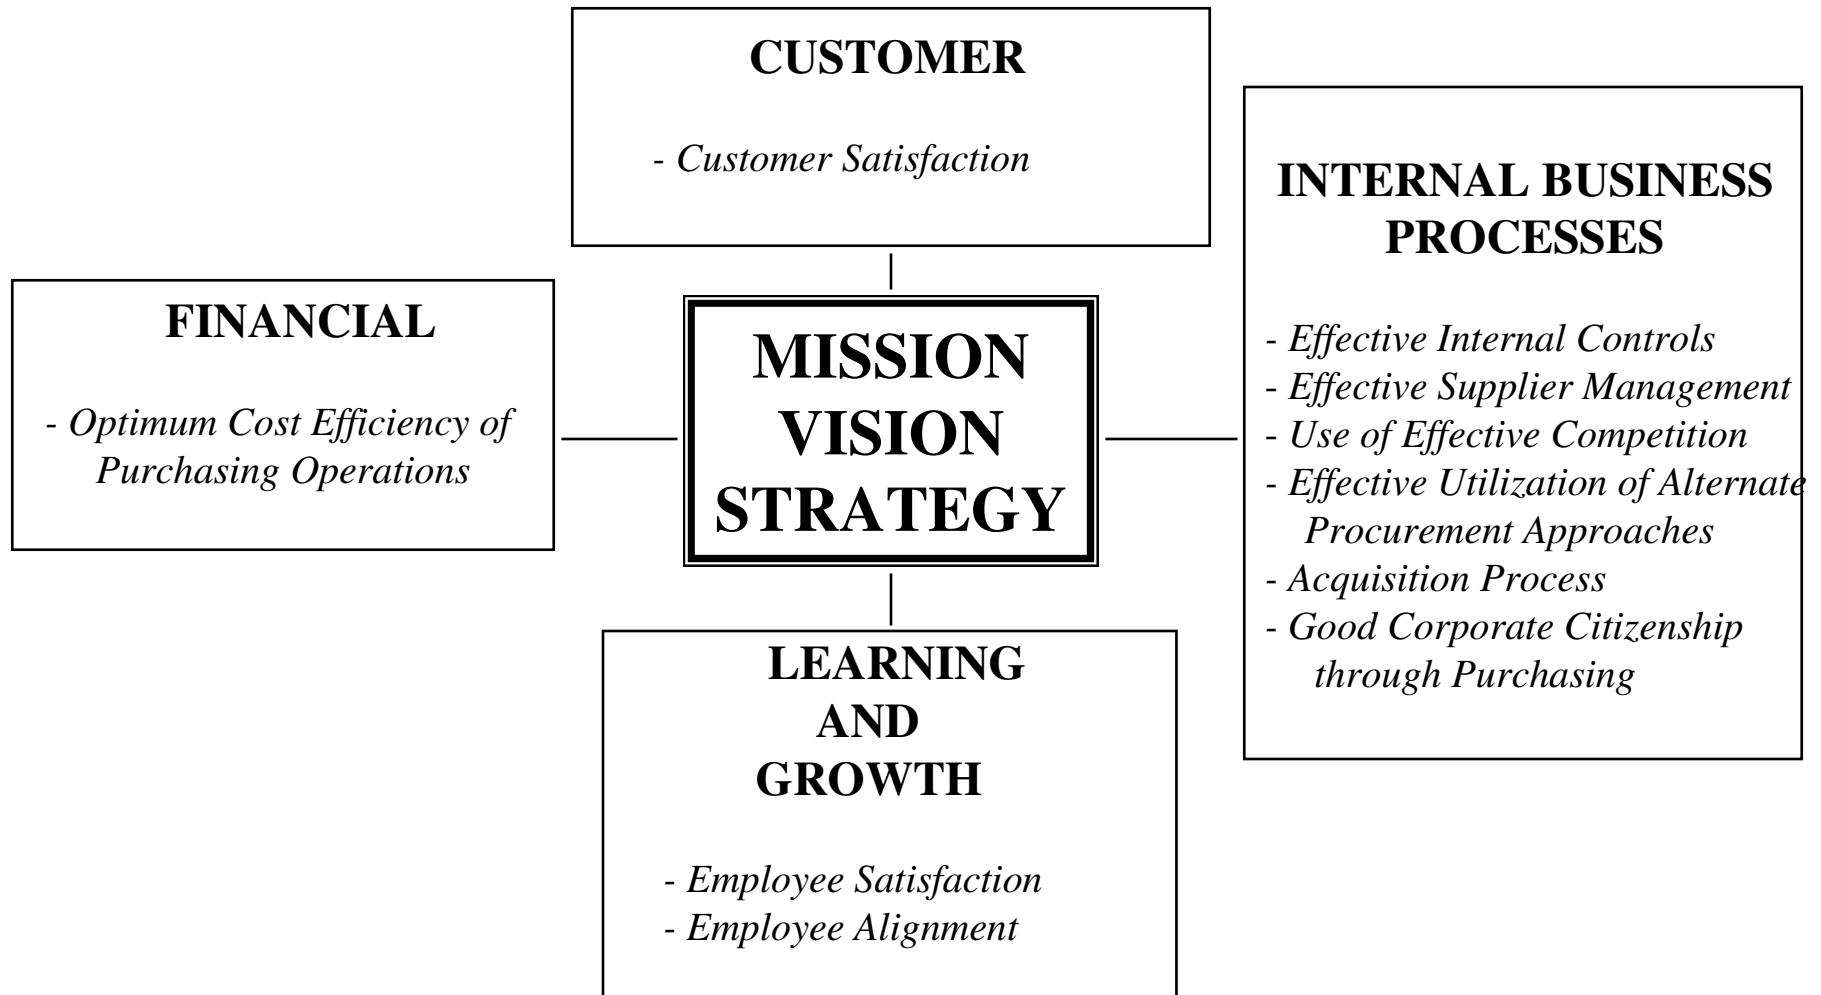 CUSTOMER
- Customer Satisfaction
FINANCIAL
- Optimum Cost Efficiency of
Purchasing Operations
MISSION
VISION
STRATEGY
INTERNAL BUSINESS
PROCESSES
- Effective Internal Controls
- Effective Supplier Management
- Use of Effective Competition
- Effective Utilization of Alternate
Procurement Approaches
- Acquisition Process
- Good Corporate Citizenship
through Purchasing
LEARNING
AND
GROWTH
- Employee Satisfaction
- Employee Alignment